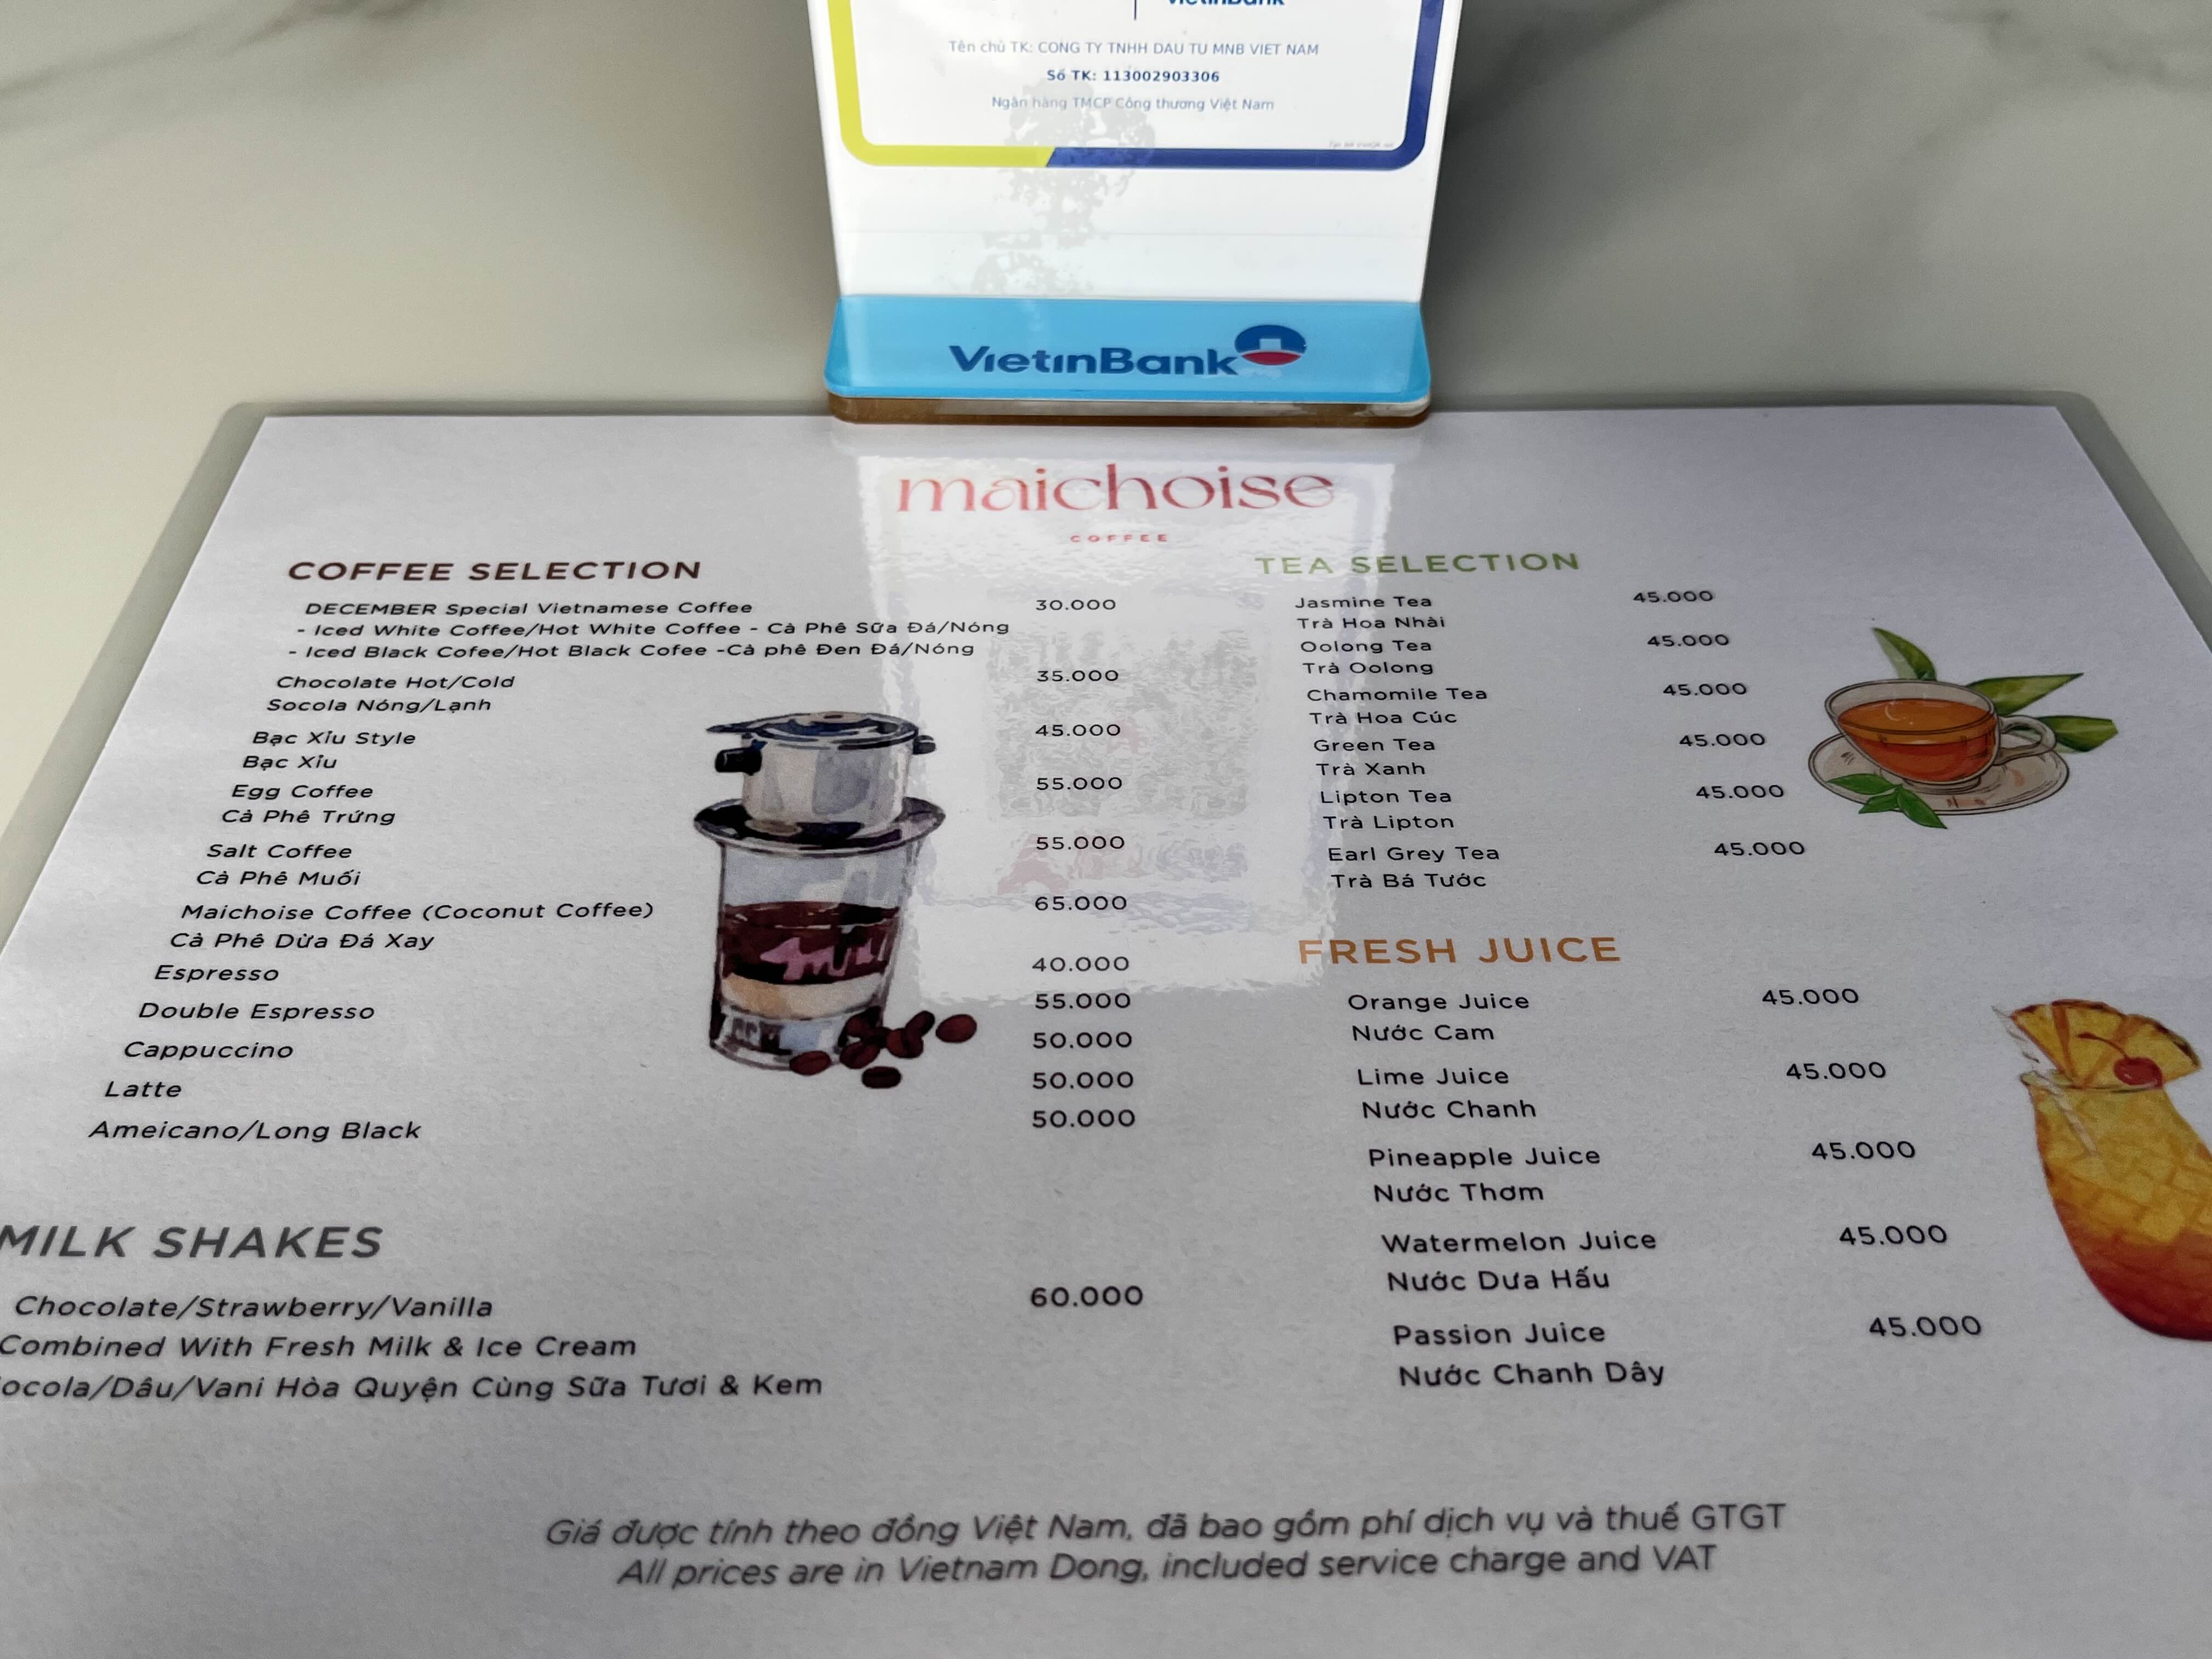 VietinBank
Tên chủ TK: CONG TY TNHH DAU TU MNB VIET NAM
Số TK: 113002903306
Ngân hàng TMCP Công thương Việt Nam
VietinBank
maichoise
COFFEE
COFFEE SELECTION
DECEMBER Special Vietnamese Coffee 30.000
- Iced White Coffee/Hot White Coffee - Cà Phê Sữa Đá/Nóng
- Iced Black Cofee/Hot Black Cofee -Cà phê Đen Đá/Nóng
Chocolate Hot/Cold 35.000
Socola Nóng/Lạnh
Bạc Xỉu Style 45.000
Bạc Xỉu
Egg Coffee 55.000
Cà Phê Trứng
Salt Coffee 55.000
Cà Phê Muối
Maichoise Coffee (Coconut Coffee) 65.000
Cà Phê Dừa Đá Xay
Espresso 40.000
Double Espresso 55.000
Cappuccino 50.000
Latte 50.000
Ameicano/Long Black 50.000
MILK SHAKES
Chocolate/Strawberry/Vanilla 60.000
Combined With Fresh Milk & Ice Cream
ocola/Dâu/Vani Hòa Quyện Cùng Sữa Tươi & Kem
TEA SELECTION
Jasmine Tea 45.000
Trà Hoa Nhài
Oolong Tea 45.000
Trà Oolong
Chamomile Tea 45.000
Trà Hoa Cúc
Green Tea 45.000
Trà Xanh
Lipton Tea 45.000
Trà Lipton
Earl Grey Tea 45.000
Trà Bá Tước
FRESH JUICE
Orange Juice 45.000
Nước Cam
Lime Juice 45.000
Nước Chanh
Pineapple Juice 45.000
Nước Thơm
Watermelon Juice 45.000
Nước Dưa Hấu
Passion Juice 45.000
Nước Chanh Dây
Giá được tính theo đồng Việt Nam, đã bao gồm phí dịch vụ và thuế GTGT
All prices are in Vietnam Dong, included service charge and VAT